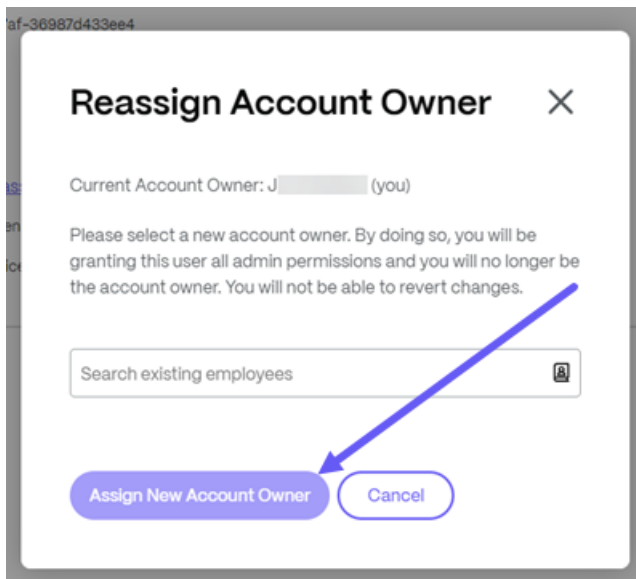 af-36987d433ee4
Reassign Account Owner
Current Account Owner: J (you)
Please select a new account owner. By doing so, you will be
granting this user all admin permissions and you will no longer be
the account owner. You will not be able to revert changes.
Search existing employees
Assign New Account Owner
Cancel